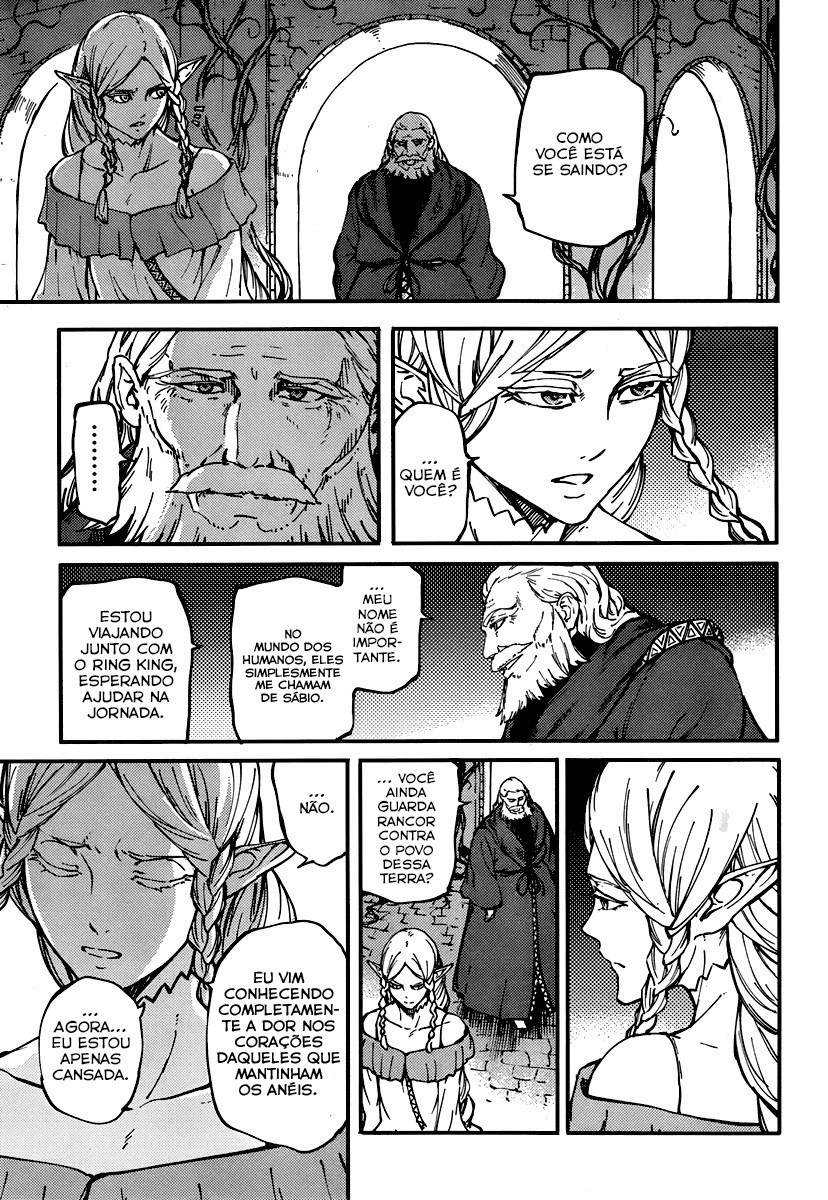 COMO
VOCÊ ESTÁ
SE SAINDO?
...
QUEM É
VOCÊ?
........
...
MEU
NOME
NÃO É
IMPOR-
TANTE.
NO
MUNDO DOS
HUMANOS, ELES
SIMPLESMENTE
ME CHAMAM
DE SÁBIO.
ESTOU
VIAJANDO
JUNTO COM
O RING KING,
ESPERANDO
AJUDAR NA
JORNADA.
... VOCÊ
AINDA
GUARDA
RANCOR
CONTRA
O POVO
DESSA
TERRA?
...
NÃO.
EU VIM
CONHECENDO
COMPLETAMEN-
TE A DOR NOS
CORAÇÕES
DAQUELES QUE
MANTINHAM
OS ANÉIS.
...
AGORA...
EU ESTOU
APENAS
CANSADA.